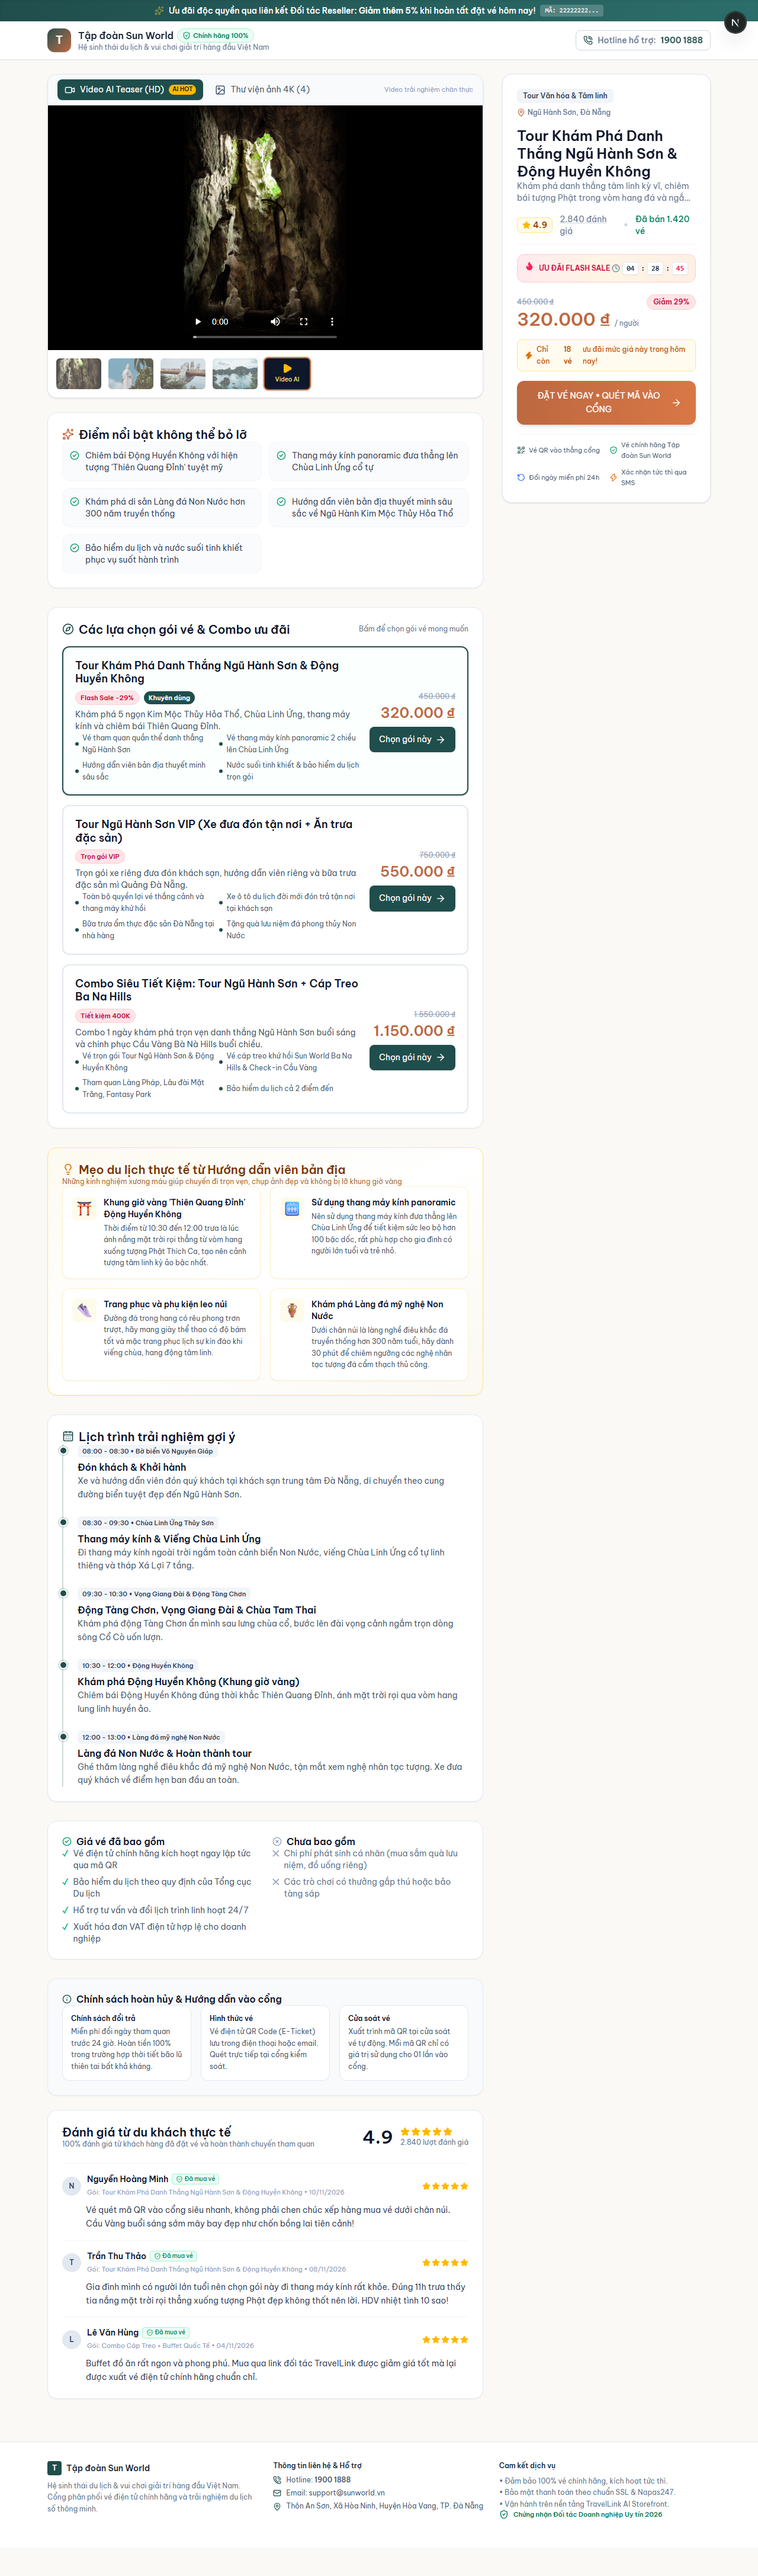 Ưu đãi độc quyền qua liên kết Đối tác Reseller: Giảm thêm 5% khi hoàn tất đặt vé hôm nay! MÃ: 22222222...
T
Tập đoàn Sun World
Chính hãng 100%
Hệ sinh thái du lịch & vui chơi giải trí hàng đầu Việt Nam
Hotline hỗ trợ: 1900 1888
N
Video AI Teaser (HD) AI HOT
Thư viện ảnh 4K (4)
Video trải nghiệm chân thực
0:00
Video AI
Tour Văn hóa & Tâm linh
Ngũ Hành Sơn, Đà Nẵng
Tour Khám Phá Danh
Thắng Ngũ Hành Sơn &
Động Huyền Không
Khám phá danh thắng tâm linh kỳ vĩ, chiêm
bái tượng Phật trong vòm hang đá và ngắ...
4.9
2.840 đánh
giá
•
Đã bán 1.420
vé
ƯU ĐÃI FLASH SALE
04 : 28 : 45
450.000 ₫
Giảm 29%
320.000 ₫ / người
Chỉ
còn
18
vé
ưu đãi mức giá này trong hôm
nay!
ĐẶT VÉ NGAY • QUÉT MÃ VÀO
CỔNG
Vé QR vào thẳng cổng
Vé chính hãng Tập
đoàn Sun World
Đổi ngày miễn phí 24h
Xác nhận tức thì qua
SMS
Điểm nổi bật không thể bỏ lỡ
Chiêm bái Động Huyền Không với hiện
tượng 'Thiên Quang Đỉnh' tuyệt mỹ
Thang máy kính panoramic đưa thẳng lên
Chùa Linh Ứng cổ tự
Khám phá di sản Làng đá Non Nước hơn
300 năm truyền thống
Hướng dẫn viên bản địa thuyết minh sâu
sắc về Ngũ Hành Kim Mộc Thủy Hỏa Thổ
Bảo hiểm du lịch và nước suối tinh khiết
phục vụ suốt hành trình
Các lựa chọn gói vé & Combo ưu đãi
Bấm để chọn gói vé mong muốn
Tour Khám Phá Danh Thắng Ngũ Hành Sơn & Động
Huyền Không
Flash Sale -29%
Khuyên dùng
Khám phá 5 ngọn Kim Mộc Thủy Hỏa Thổ, Chùa Linh Ứng, thang máy
kính và chiêm bái Thiên Quang Đỉnh.
Vé tham quan quần thể danh thắng
Ngũ Hành Sơn
Vé thang máy kính panoramic 2 chiều
lên Chùa Linh Ứng
Hướng dẫn viên bản địa thuyết minh
sâu sắc
Nước suối tinh khiết & bảo hiểm du lịch
trọn gói
450.000 ₫
320.000 ₫
Chọn gói này
Tour Ngũ Hành Sơn VIP (Xe đưa đón tận nơi + Ăn trưa
đặc sản)
Trọn gói VIP
Trọn gói xe riêng đưa đón khách sạn, hướng dẫn viên riêng và bữa trưa
đặc sản mì Quảng Đà Nẵng.
Toàn bộ quyền lợi vé thắng cảnh và
thang máy khứ hồi
Xe ô tô du lịch đời mới đón trả tận nơi
tại khách sạn
Bữa trưa ẩm thực đặc sản Đà Nẵng tại
nhà hàng
Tặng quà lưu niệm đá phong thủy Non
Nước
750.000 ₫
550.000 ₫
Chọn gói này
Combo Siêu Tiết Kiệm: Tour Ngũ Hành Sơn + Cáp Treo
Ba Na Hills
Tiết kiệm 400K
Combo 1 ngày khám phá trọn vẹn danh thắng Ngũ Hành Sơn buổi sáng
và chinh phục Cầu Vàng Bà Nà Hills buổi chiều.
Vé trọn gói Tour Ngũ Hành Sơn & Động
Huyền Không
Vé cáp treo khứ hồi Sun World Ba Na
Hills & Check-in Cầu Vàng
Tham quan Làng Pháp, Lâu đài Mặt
Trăng, Fantasy Park
Bảo hiểm du lịch cả 2 điểm đến
1.550.000 ₫
1.150.000 ₫
Chọn gói này
Mẹo du lịch thực tế từ Hướng dẫn viên bản địa
Những kinh nghiệm xương máu giúp chuyến đi trọn vẹn, chụp ảnh đẹp và không bị lỡ khung giờ vàng
Khung giờ vàng 'Thiên Quang Đỉnh'
Động Huyền Không
Thời điểm từ 10:30 đến 12:00 trưa là lúc
ánh nắng mặt trời rọi thẳng từ vòm hang
xuống tượng Phật Thích Ca, tạo nên cảnh
tượng tâm linh kỳ ảo bậc nhất.
Sử dụng thang máy kính panoramic
Nên sử dụng thang máy kính đưa thẳng lên
Chùa Linh Ứng để tiết kiệm sức leo bộ hơn
100 bậc dốc, rất phù hợp cho gia đình có
người lớn tuổi và trẻ nhỏ.
Trang phục và phụ kiện leo núi
Đường đá trong hang có rêu phong trơn
trượt, hãy mang giày thể thao có độ bám
tốt và mặc trang phục lịch sự kín đáo khi
viếng chùa, hang động tâm linh.
Khám phá Làng đá mỹ nghệ Non
Nước
Dưới chân núi là làng nghề điêu khắc đá
truyền thống hơn 300 năm tuổi, hãy dành
30 phút để chiêm ngưỡng các nghệ nhân
tạc tượng đá cẩm thạch thủ công.
Lịch trình trải nghiệm gợi ý
08:00 - 08:30 • Bờ biển Võ Nguyên Giáp
Đón khách & Khởi hành
Xe và hướng dẫn viên đón quý khách tại khách sạn trung tâm Đà Nẵng, di chuyển theo cung
đường biển tuyệt đẹp đến Ngũ Hành Sơn.
08:30 - 09:30 • Chùa Linh Ứng Thủy Sơn
Thang máy kính & Viếng Chùa Linh Ứng
Đi thang máy kính ngoài trời ngắm toàn cảnh biển Non Nước, viếng Chùa Linh Ứng cổ tự linh
thiêng và tháp Xá Lợi 7 tầng.
09:30 - 10:30 • Vọng Giang Đài & Động Tàng Chơn
Động Tàng Chơn, Vọng Giang Đài & Chùa Tam Thai
Khám phá động Tàng Chơn ẩn mình sau lưng chùa cổ, bước lên đài vọng cảnh ngắm trọn dòng
sông Cổ Cò uốn lượn.
10:30 - 12:00 • Động Huyền Không
Khám phá Động Huyền Không (Khung giờ vàng)
Chiêm bái Động Huyền Không đúng thời khắc Thiên Quang Đỉnh, ánh mặt trời rọi qua vòm hang
lung linh huyền ảo.
12:00 - 13:00 • Làng đá mỹ nghệ Non Nước
Làng đá Non Nước & Hoàn thành tour
Ghé thăm làng nghề điêu khắc đá mỹ nghệ Non Nước, tận mắt xem nghệ nhân tạc tượng. Xe đưa
quý khách về điểm hẹn ban đầu an toàn.
Giá vé đã bao gồm
Vé điện tử chính hãng kích hoạt ngay lập tức
qua mã QR
Bảo hiểm du lịch theo quy định của Tổng cục
Du lịch
Hỗ trợ tư vấn và đổi lịch trình linh hoạt 24/7
Xuất hóa đơn VAT điện tử hợp lệ cho doanh
nghiệp
Chưa bao gồm
Chi phí phát sinh cá nhân (mua sắm quà lưu
niệm, đồ uống riêng)
Các trò chơi có thưởng gắp thú hoặc bảo
tàng sáp
Chính sách hoàn hủy & Hướng dẫn vào cổng
Chính sách đổi trả
Miễn phí đổi ngày tham quan
trước 24 giờ. Hoàn tiền 100%
trong trường hợp thời tiết bão lũ
thiên tai bất khả kháng.
Hình thức vé
Vé điện tử QR Code (E-Ticket)
lưu trong điện thoại hoặc email.
Quét trực tiếp tại cổng kiểm
soát.
Cửa soát vé
Xuất trình mã QR tại cửa soát
vé tự động. Mỗi mã QR chỉ có
giá trị sử dụng cho 01 lần vào
cổng.
Đánh giá từ du khách thực tế
100% đánh giá từ khách hàng đã đặt vé và hoàn thành chuyến tham quan
4.9
2.840 lượt đánh giá
N
Nguyễn Hoàng Minh
Đã mua vé
Gói: Tour Khám Phá Danh Thắng Ngũ Hành Sơn & Động Huyền Không • 10/11/2026
Vé quét mã QR vào cổng siêu nhanh, không phải chen chúc xếp hàng mua vé dưới chân núi.
Cầu Vàng buổi sáng sớm mây bay đẹp như chốn bồng lai tiên cảnh!
T
Trần Thu Thảo
Đã mua vé
Gói: Tour Khám Phá Danh Thắng Ngũ Hành Sơn & Động Huyền Không • 08/11/2026
Gia đình mình có người lớn tuổi nên chọn gói này đi thang máy kính rất khỏe. Đúng 11h trưa thấy
tia nắng mặt trời rọi thẳng xuống tượng Phật đẹp không thốt nên lời. HDV nhiệt tình 10 sao!
L
Lê Văn Hùng
Đã mua vé
Gói: Combo Cáp Treo + Buffet Quốc Tế • 04/11/2026
Buffet đồ ăn rất ngon và phong phú. Mua qua link đối tác TravelLink được giảm giá tốt mà lại
được xuất vé điện tử chính hãng chuẩn chỉ.
T
Tập đoàn Sun World
Hệ sinh thái du lịch & vui chơi giải trí hàng đầu Việt Nam.
Cổng phân phối vé điện tử chính hãng và trải nghiệm du lịch
số thông minh.
Thông tin liên hệ & Hỗ trợ
Hotline: 1900 1888
Email: support@sunworld.vn
Thôn An Sơn, Xã Hòa Ninh, Huyện Hòa Vang, TP. Đà Nẵng
Cam kết dịch vụ
• Đảm bảo 100% vé chính hãng, kích hoạt tức thì.
• Bảo mật thanh toán theo chuẩn SSL & Napas247.
• Vận hành trên nền tảng TravelLink AI Storefront.
Chứng nhận Đối tác Doanh nghiệp Uy tín 2026